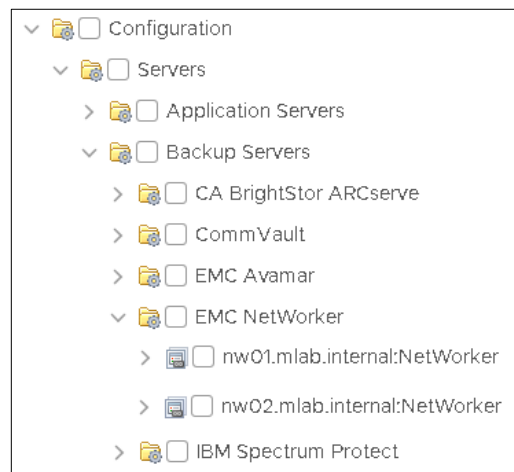 Configuration
Servers
Application Servers
Backup Servers
CA BrightStor ARCserve
CommVault
EMC Avamar
EMC NetWorker
nw01.mlab.internal:NetWorker
nw02.mlab.internal:NetWorker
IBM Spectrum Protect